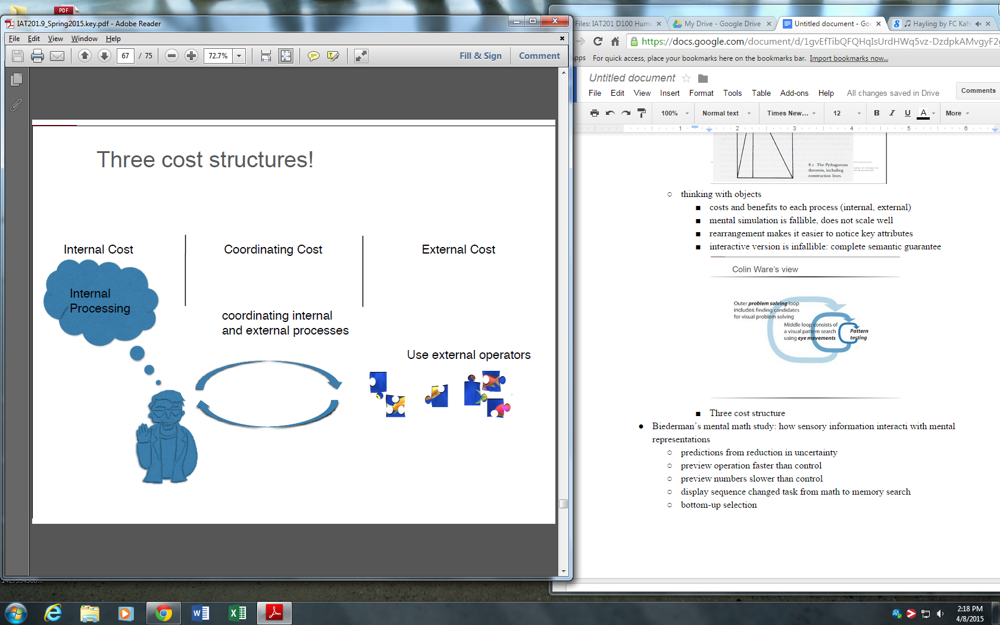 PDF
IAT201.9_Spring2015.key.pdf - Adobe Reader
File Edit View Window Help
67 / 75 72.7% Fill & Sign Comment
Three cost structures!
Internal Cost Coordinating Cost External Cost
Internal
Processing
coordinating internal
and external processes
Use external operators
Files: IAT201 D100 Huma My Drive - Google Drive Untitled document - Go Hayling by FC Kah
https://docs.google.com/document/d/1gvEfTibQFQHqIsUrdHWq5vz-DzdpkAMvgyF2
pps For quick access, place your bookmarks here on the bookmarks bar. Import bookmarks now...
Untitled document
File Edit View Insert Format Tools Table Add-ons Help All changes saved in Drive Comments
100% Normal text Times New... 12 B I U A More
1 2 3 4 5 6
8.1 The Pythagorean
theorem, including
construction lines.
○ thinking with objects
■ costs and benefits to each process (internal, external)
■ mental simulation is fallible, does not scale well
■ rearrangement makes it easier to notice key attributes
■ interactive version is infallible: complete semantic guarantee
Colin Ware's view
Outer problem solving loop
includes finding candidates
for visual problem solving
Middle loop consists of
a visual pattern search
using eye movements
Pattern
testing
■ Three cost structure
● Biederman's mental math study: how sensory information interacti with mental
representations
○ predictions from reduction in uncertainty
○ preview operation faster than control
○ preview numbers slower than control
○ display sequence changed task from math to memory search
○ bottom-up selection
2:18 PM
4/8/2015